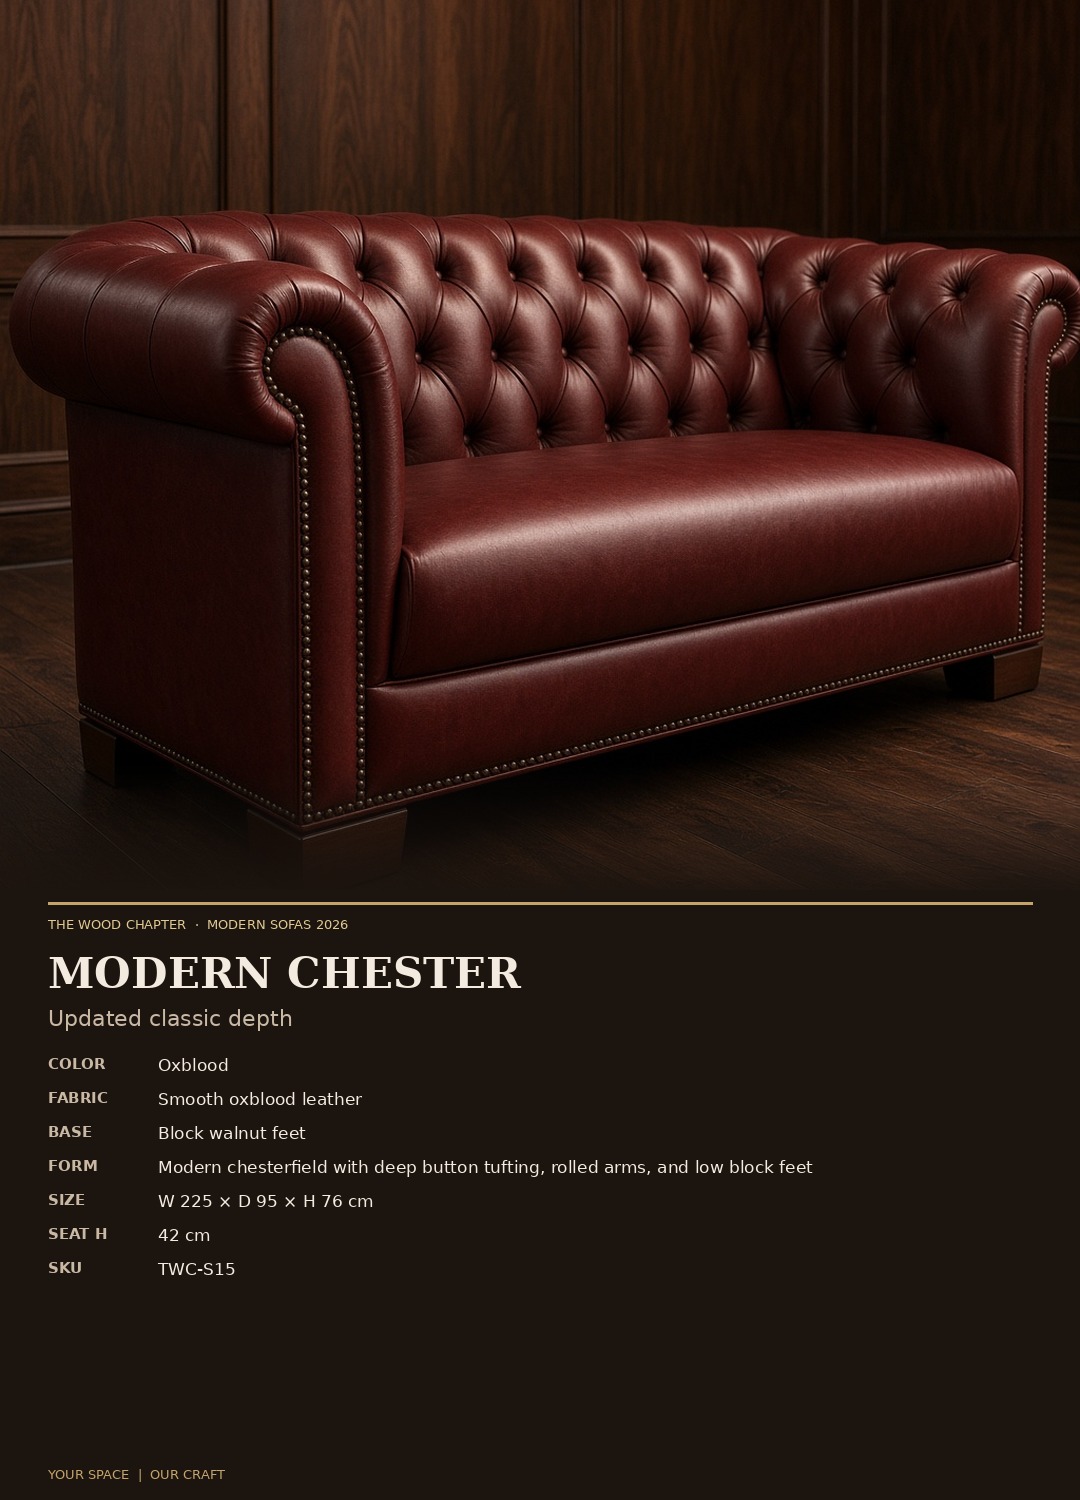 THE WOOD CHAPTER · MODERN SOFAS 2026
MODERN CHESTER
Updated classic depth
COLOR Oxblood
FABRIC Smooth oxblood leather
BASE Block walnut feet
FORM Modern chesterfield with deep button tufting, rolled arms, and low block feet
SIZE W 225 × D 95 × H 76 cm
SEAT H 42 cm
SKU TWC-S15
YOUR SPACE | OUR CRAFT